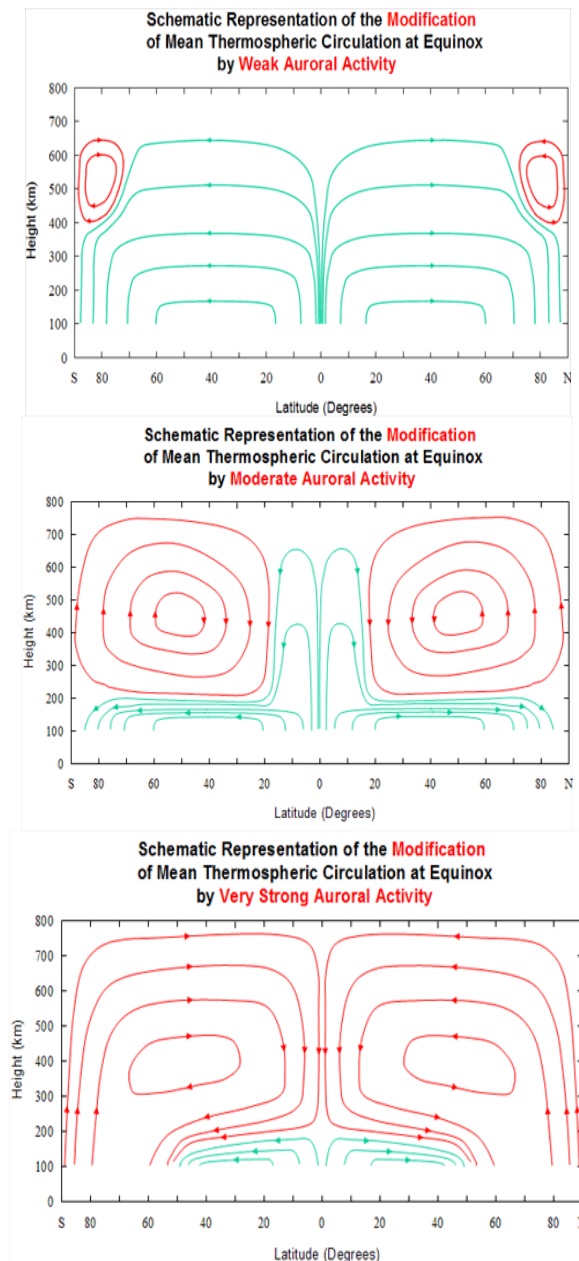 Schematic Representation of the Modification
of Mean Thermospheric Circulation at Equinox
by Weak Auroral Activity
800
700
600
500
400
300
200
100
0
Height (km)
S 80 60 40 20 0 20 40 60 80 N
Latitude (Degrees)
Schematic Representation of the Modification
of Mean Thermospheric Circulation at Equinox
by Moderate Auroral Activity
800
700
600
500
400
300
200
100
0
Height (km)
S 80 60 40 20 0 20 40 60 80 N
Latitude (Degrees)
Schematic Representation of the Modification
of Mean Thermospheric Circulation at Equinox
by Very Strong Auroral Activity
800
700
600
500
400
300
200
100
0
Height (km)
S 80 60 40 20 0 20 40 60 80
Latitude (Degrees)